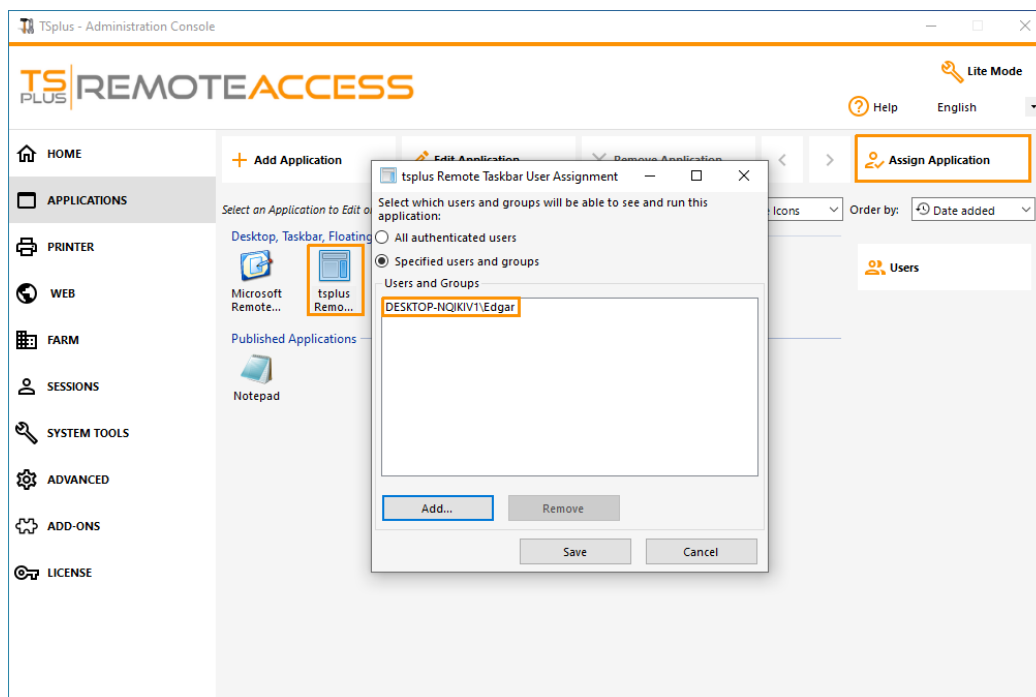 TSplus - Administration Console
TS PLUS REMOTEACCESS
Lite Mode
Help
English
HOME
APPLICATIONS
PRINTER
WEB
FARM
SESSIONS
SYSTEM TOOLS
ADVANCED
ADD-ONS
LICENSE
Add Application
Edit Application
Remove Application
Assign Application
Select an Application to Edit o
Icons
Order by:
Date added
Desktop, Taskbar, Floating
Microsoft
Remote...
tsplus
Remo...
Published Applications
Notepad
Users
tsplus Remote Taskbar User Assignment
Select which users and groups will be able to see and run this
application:
All authenticated users
Specified users and groups
Users and Groups
DESKTOP-NQIKIV1\Edgar
Add...
Remove
Save
Cancel